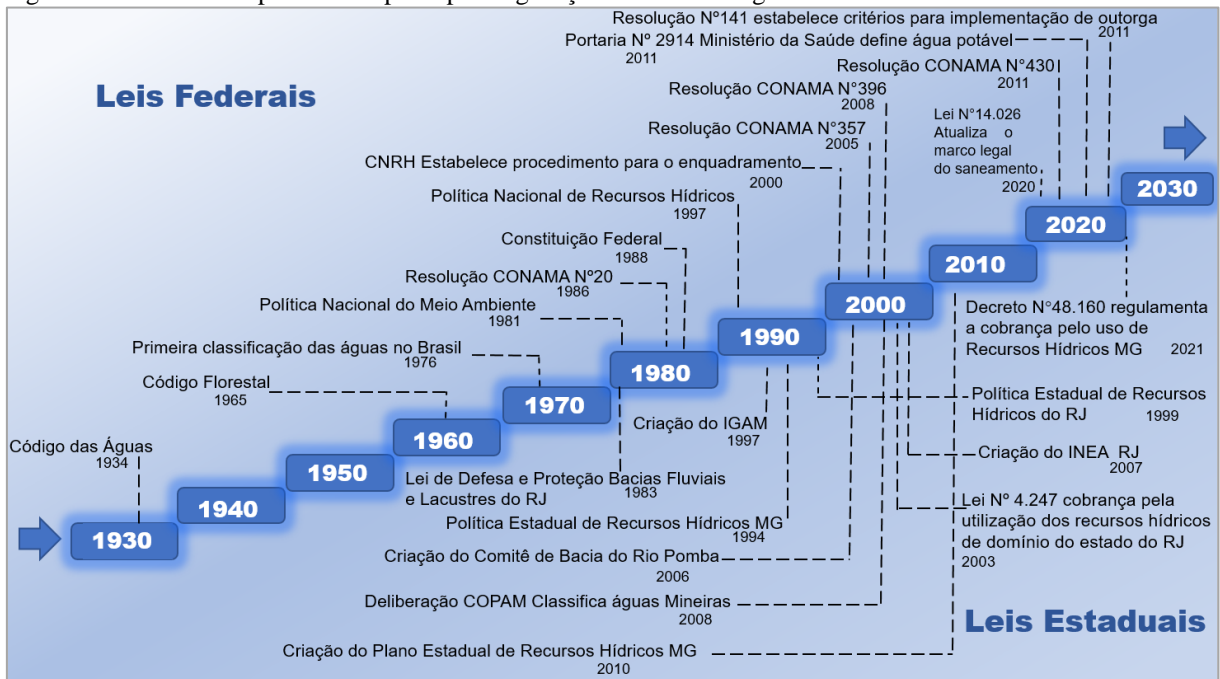 Resolução Nº141 estabelece critérios para implementação de outorga
2011
Portaria Nº 2914 Ministério da Saúde define água potável
2011
Resolução CONAMA N°430
2011
Leis Federais
Resolução CONAMA N°396
2008
Lei N°14.026
Atualiza o
marco legal
do saneamento
2020
Resolução CONAMA N°357
2005
CNRH Estabelece procedimento para o enquadramento
2000
Política Nacional de Recursos Hídricos
1997
Constituição Federal
1988
Resolução CONAMA Nº20
1986
Política Nacional do Meio Ambiente
1981
Primeira classificação das águas no Brasil
1976
Código Florestal
1965
Código das Águas
1934
1930
1940
1950
1960
1970
1980
1990
2000
2010
2020
2030
Decreto N°48.160 regulamenta
a cobrança pelo uso de
Recursos Hídricos MG 2021
Política Estadual de Recursos
Hídricos do RJ 1999
Criação do IGAM
1997
Criação do INEA RJ
2007
Lei de Defesa e Proteção Bacias Fluviais
e Lacustres do RJ 1983
Lei Nº 4.247 cobrança pela
utilização dos recursos hídricos
de domínio do estado do RJ
2003
Política Estadual de Recursos Hídricos MG
1994
Criação do Comitê de Bacia do Rio Pomba
2006
Deliberação COPAM Classifica águas Mineiras
2008
Leis Estaduais
Criação do Plano Estadual de Recursos Hídricos MG
2010